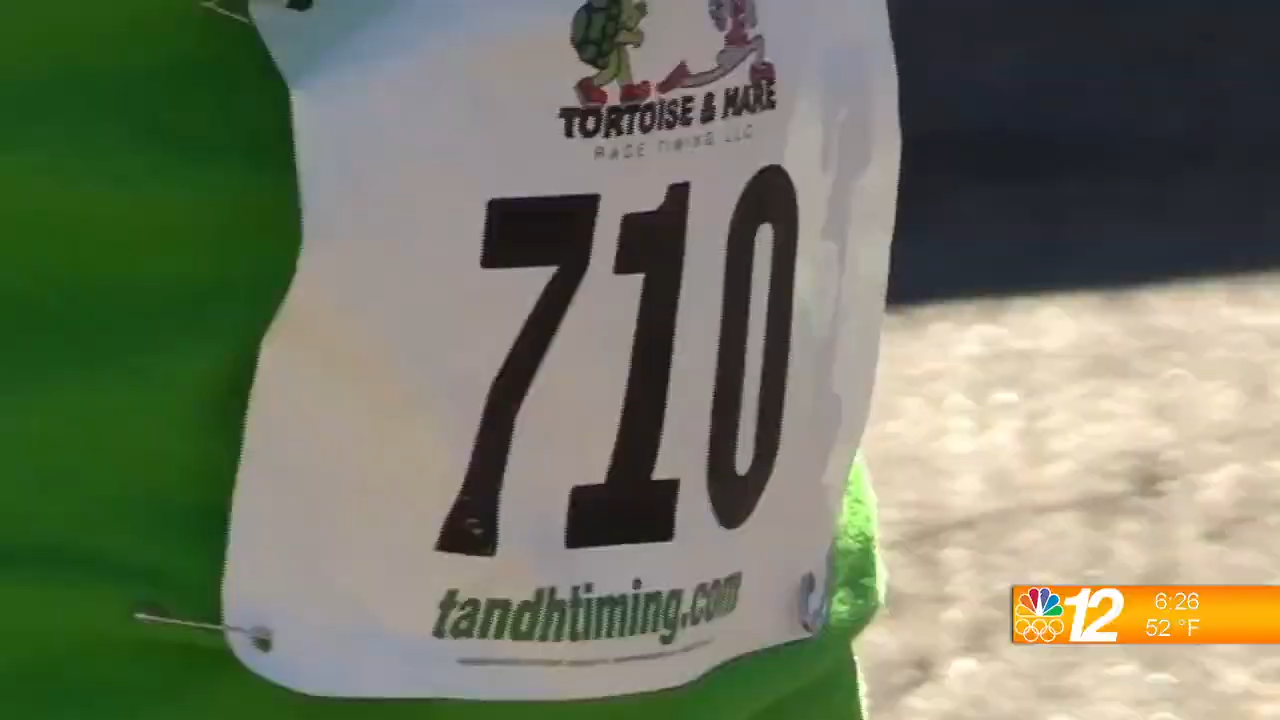 TORTOISE & HARE
RACE TIMING LLC
710
tandhtiming.com
12
6:26
52 °F